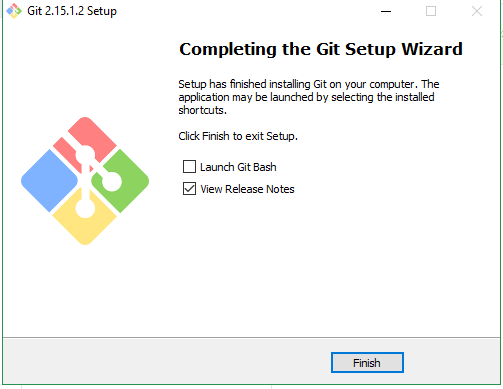 Git 2.15.1.2 Setup
Completing the Git Setup Wizard
Setup has finished installing Git on your computer. The
application may be launched by selecting the installed
shortcuts.
Click Finish to exit Setup.
Launch Git Bash
View Release Notes
Finish